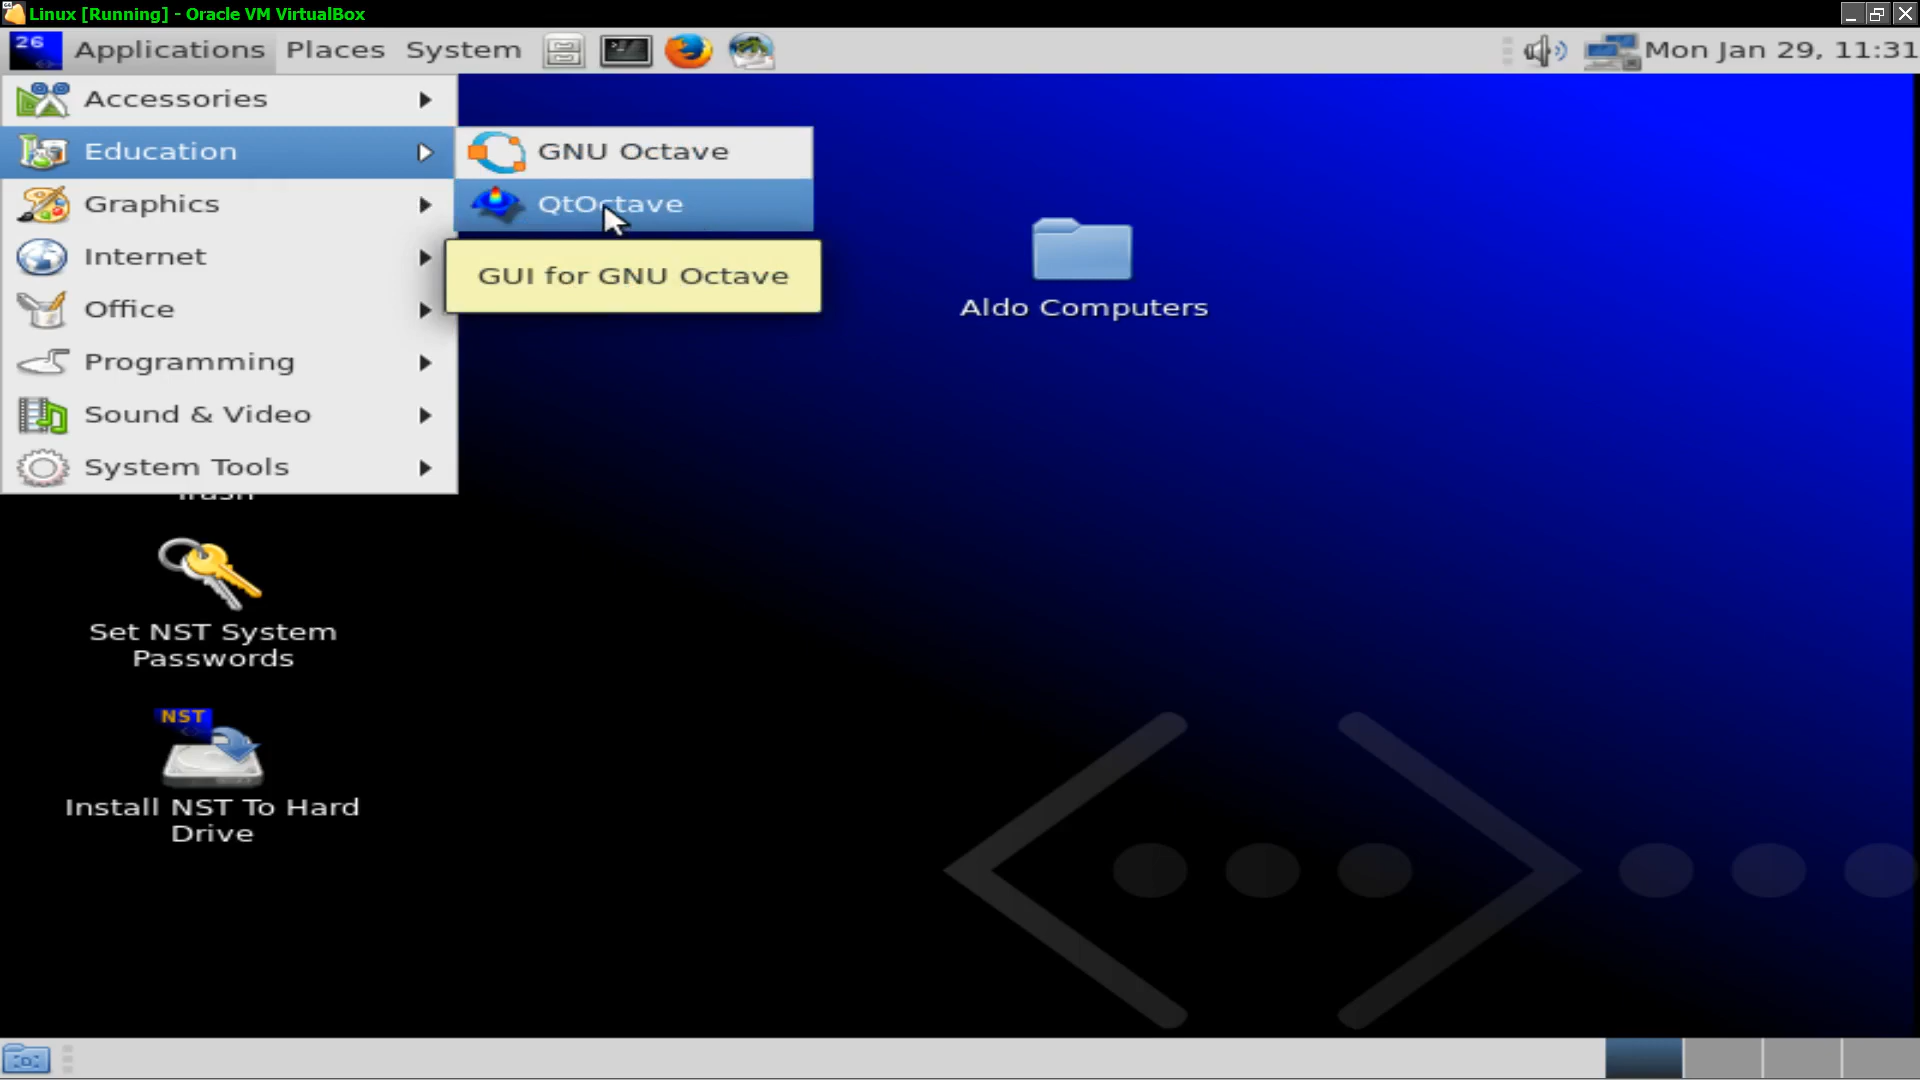 Linux [Running] - Oracle VM VirtualBox
26 Applications Places System Mon Jan 29, 11:31
Accessories
Education
GNU Octave
Graphics
QtOctave
Internet
GUI for GNU Octave
Office
Programming
Sound & Video
System Tools
Trash
Aldo Computers
Set NST System
Passwords
NST
Install NST To Hard
Drive